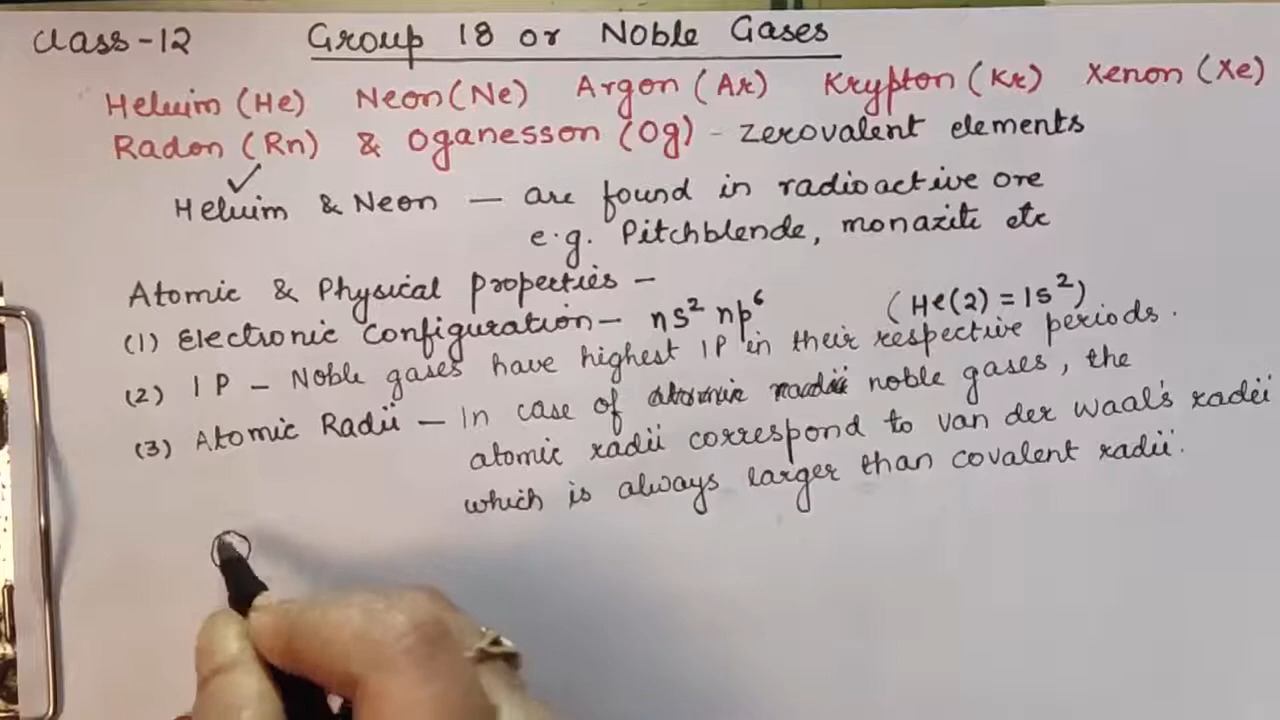 Class-12 Group 18 or Noble Gases
Heluim (He) Neon (Ne) Argon (Ar) Krypton (Kr) Xenon (Xe)
Radon (Rn) & Oganesson (Og) - zerovalent elements
Heluim & Neon — are found in radioactive ore
e.g. Pitchblende, monazite etc
Atomic & Physical properties –
(1) Electronic Configuration – ns² np⁶ (He(2) = 1s²)
(2) IP – Noble gases have highest IP in their respective periods.
(3) Atomic Radii – In case of atomic radii noble gases, the
atomic radii correspond to van der waal's radii
which is always larger than covalent radii.